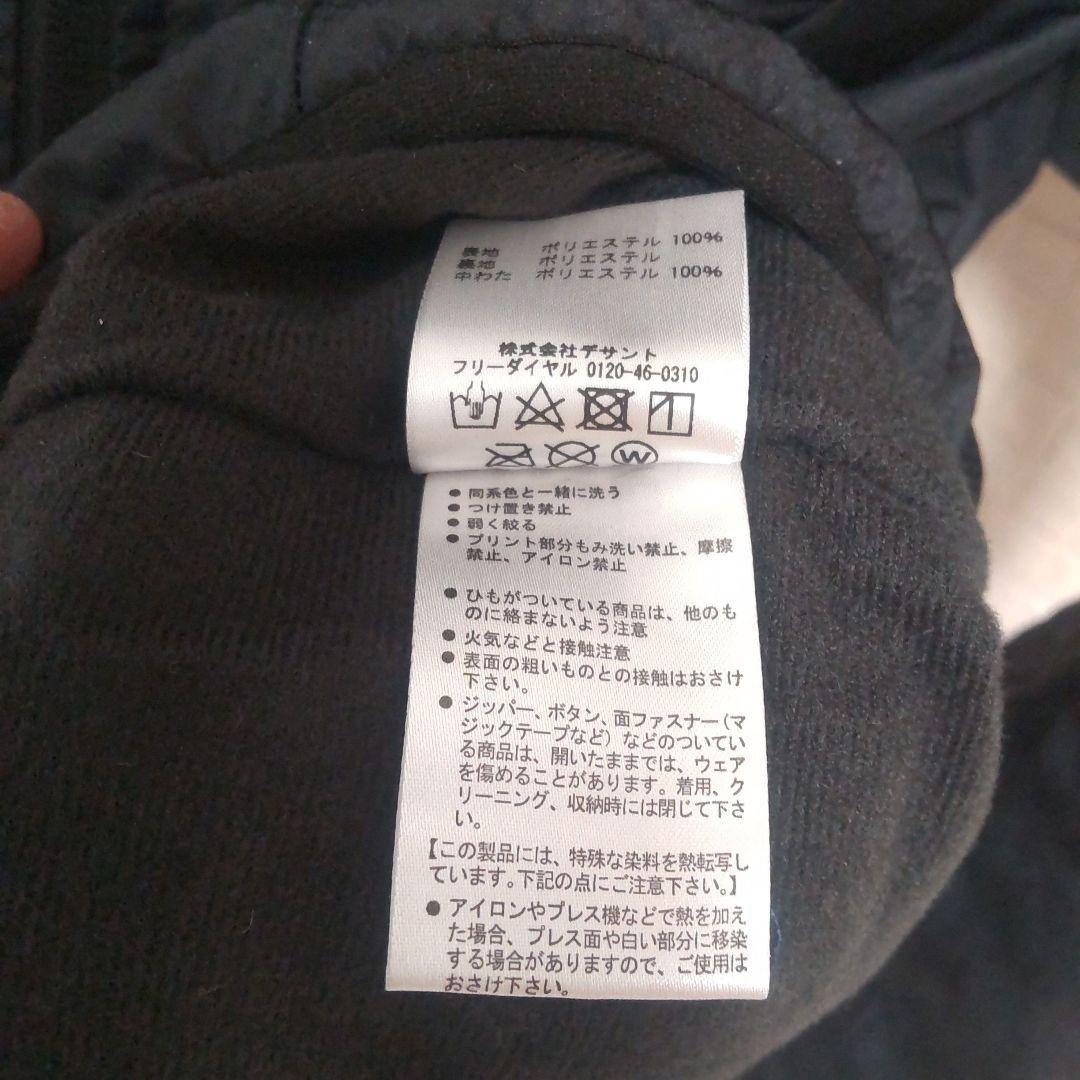 表地 ポリエステル 100%
裏地 ポリエステル
中わた ポリエステル 100%
株式会社デサント
フリーダイヤル 0120-46-0310
W
● 同系色と一緒に洗う
● つけ置き禁止
● 弱く絞る
● プリント部分もみ洗い禁止、摩擦
禁止、アイロン禁止
● ひもがついている商品は、他のも
のに絡まないよう注意
● 火気などと接触注意
● 表面の粗いものとの接触はおさけ
下さい。
● ジッパー、ボタン、面ファスナー(マ
ジックテープなど)などのついてい
る商品は、開いたままでは、ウェア
を傷めることがあります。着用、ク
リーニング、収納時には閉じて下さ
い。
【この製品には、特殊な染料を熱転写し
ています。下記の点にご注意下さい。】
● アイロンやプレス機などで熱を加え
た場合、プレス面や白い部分に移染
する場合がありますので、ご使用は
おさけ下さい。